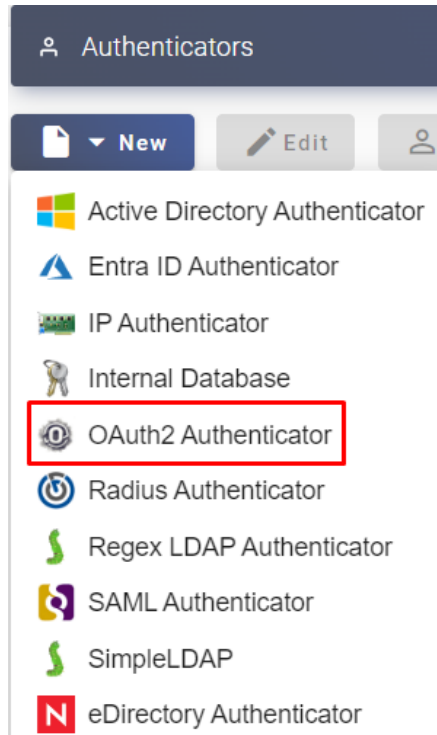 Authenticators
New Edit
Active Directory Authenticator
Entra ID Authenticator
IP Authenticator
Internal Database
OAuth2 Authenticator
Radius Authenticator
Regex LDAP Authenticator
SAML Authenticator
SimpleLDAP
N eDirectory Authenticator